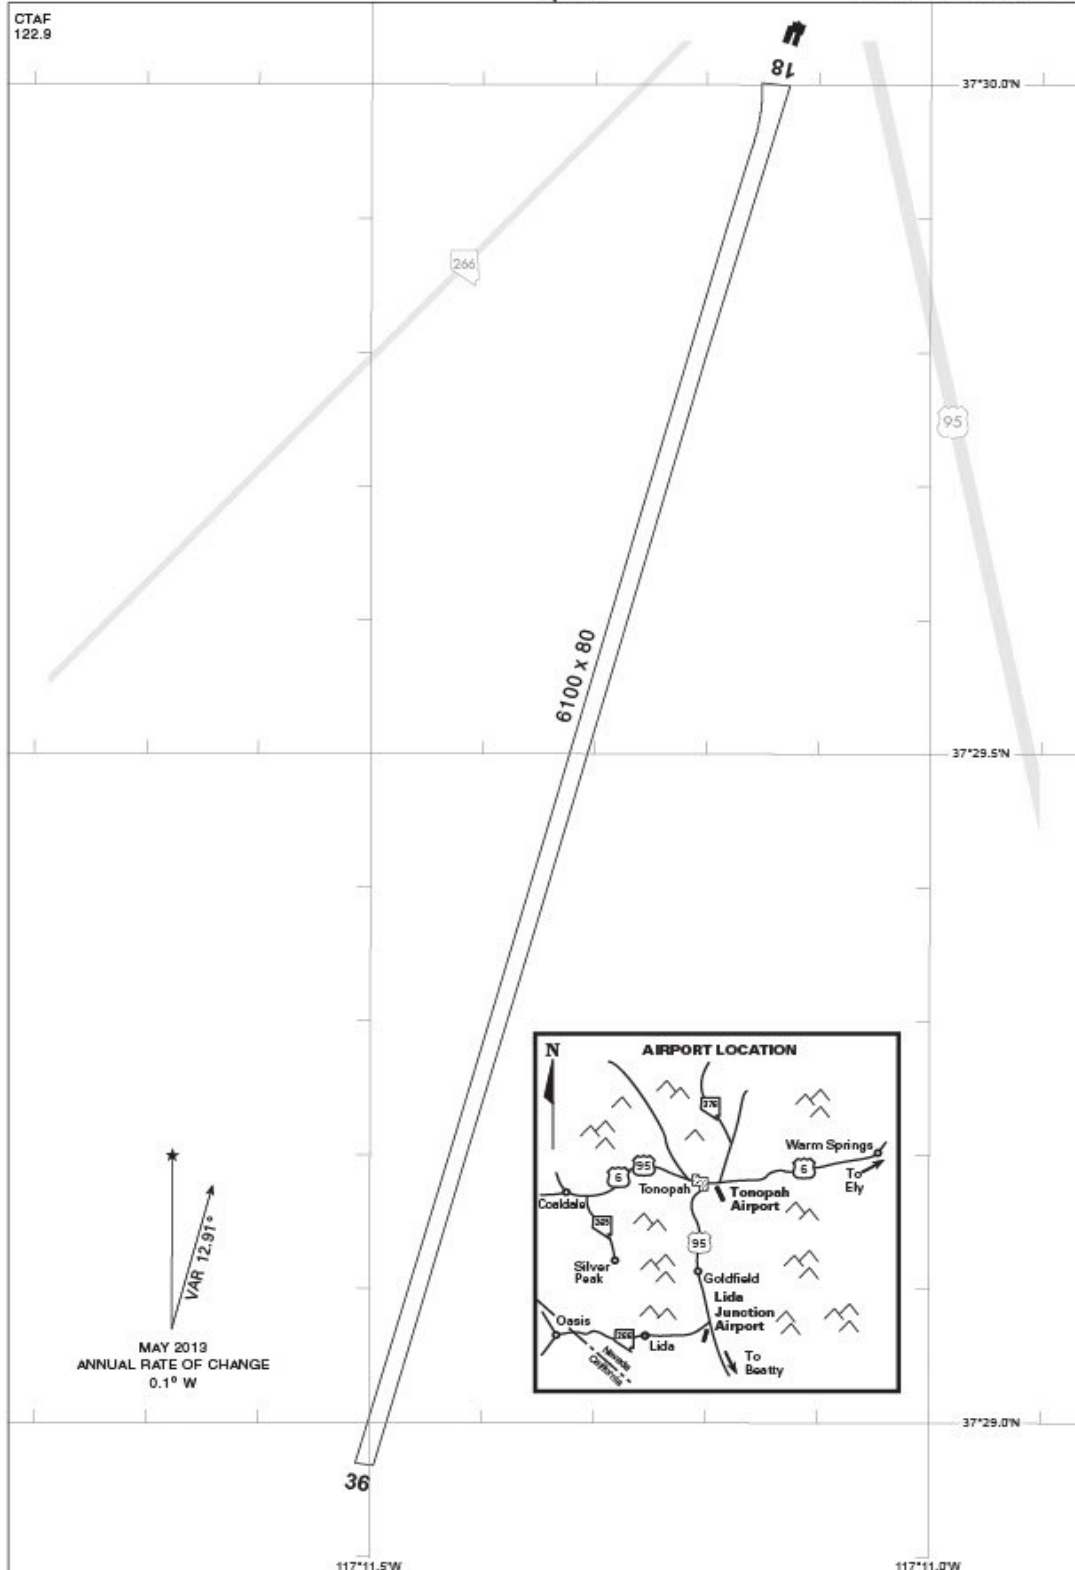 CTAF
122.9
18
37°30.0'N
266
95
6100 x 80
37°29.5'N
N
AIRPORT LOCATION
376
Warm Springs
6
To
Ely
95
6
Tonopah
Tonopah
Airport
Coaldale
265
95
Silver
Peak
Goldfield
Lida
Junction
Airport
Oasis
266
Lida
Nevada
California
To
Beatty
VAR 12.91°
MAY 2013
ANNUAL RATE OF CHANGE
0.1° W
37°29.0'N
36
117°11.5'W
117°11.0'W